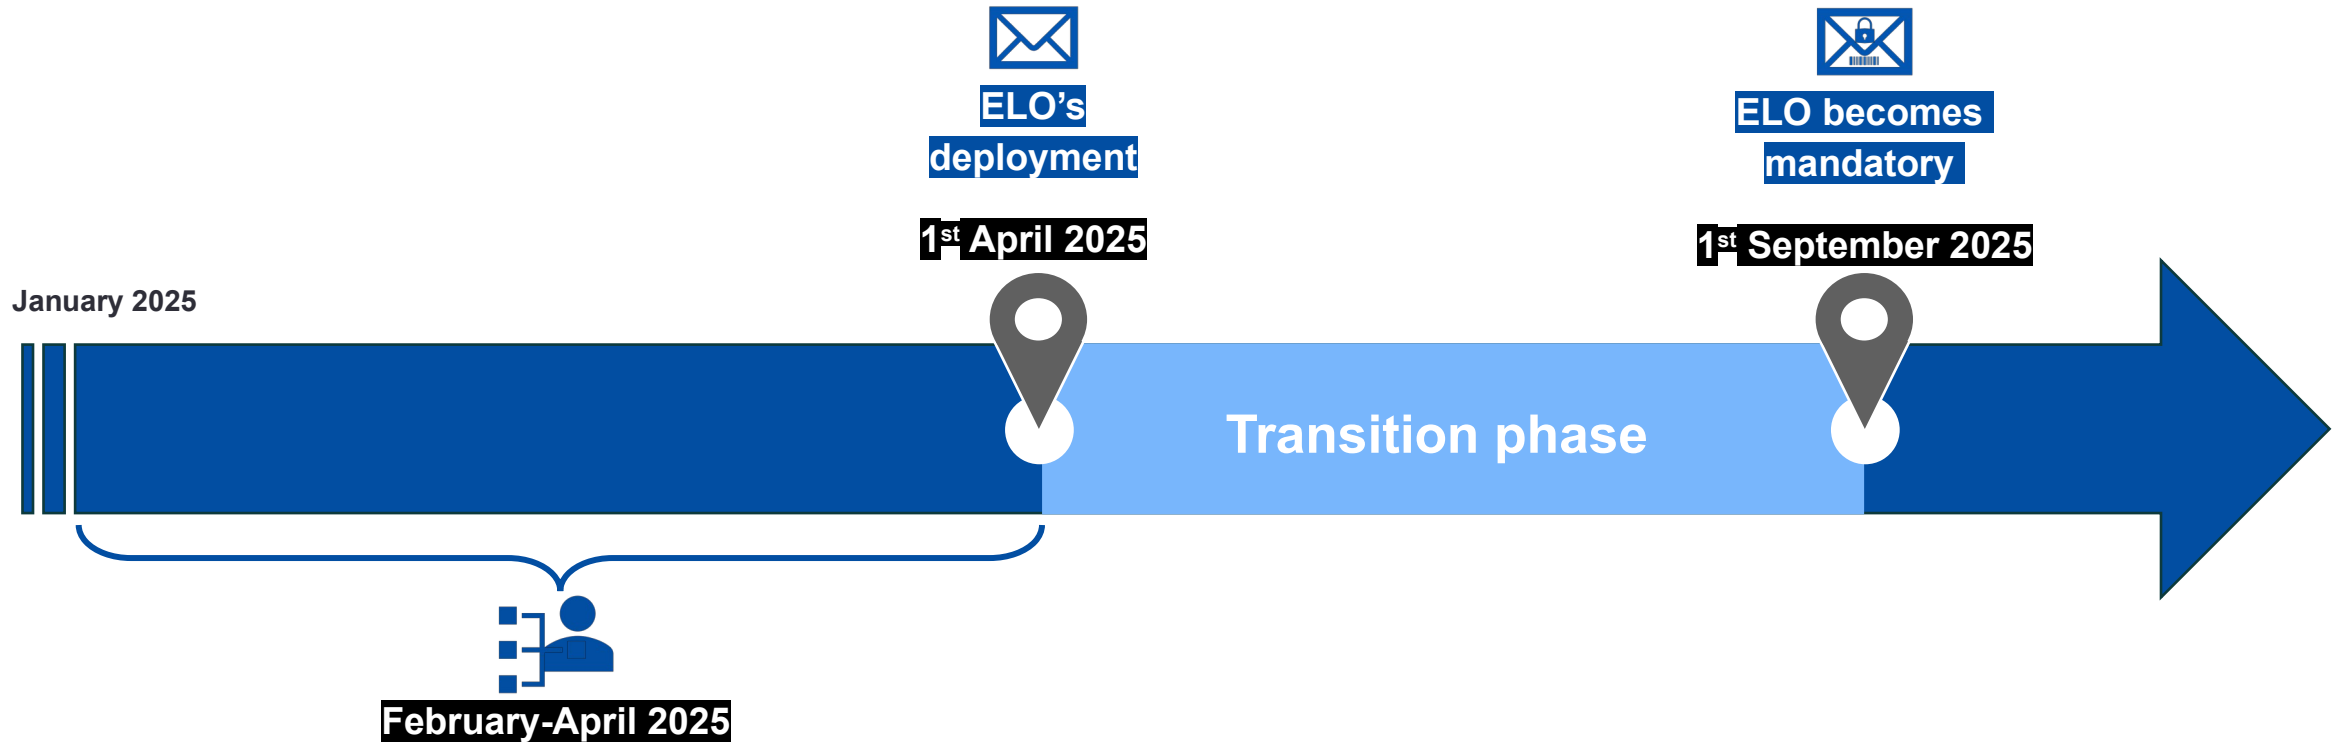 ELO’s
deployment
1st April 2025
ELO becomes
mandatory
1st September 2025
January 2025
Transition phase
February-April 2025